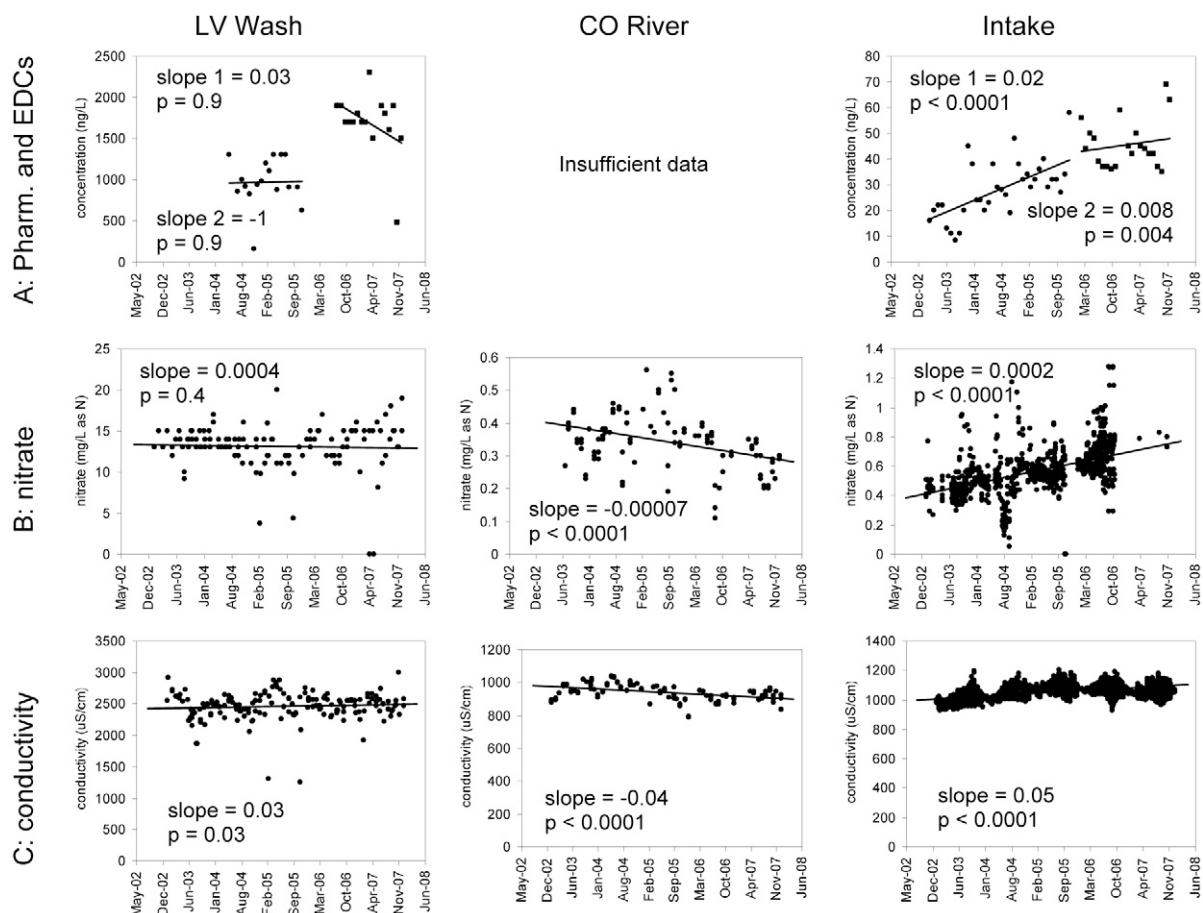 LV Wash
CO River
Intake
A: Pharm. and EDCs
concentration (ng/L)
2500
2000
1500
1000
500
0
slope 1 = 0.03
p = 0.9
slope 2 = -1
p = 0.9
May-02
Dec-02
Jun-03
Jan-04
Aug-04
Feb-05
Sep-05
Mar-06
Oct-06
Apr-07
Nov-07
Jun-08
Insufficient data
concentration (ng/L)
80
70
60
50
40
30
20
10
0
slope 1 = 0.02
p < 0.0001
slope 2 = 0.008
p = 0.004
May-02
Dec-02
Jun-03
Jan-04
Aug-04
Feb-05
Sep-05
Mar-06
Oct-06
Apr-07
Nov-07
Jun-08
B: nitrate
nitrate (mg/L as N)
25
20
15
10
5
0
slope = 0.0004
p = 0.4
May-02
Dec-02
Jun-03
Jan-04
Aug-04
Feb-05
Sep-05
Mar-06
Oct-06
Apr-07
Nov-07
Jun-08
nitrate (mg/L as N)
0.6
0.5
0.4
0.3
0.2
0.1
0
slope = -0.00007
p < 0.0001
May-02
Dec-02
Jun-03
Jan-04
Aug-04
Feb-05
Sep-05
Mar-06
Oct-06
Apr-07
Nov-07
Jun-08
nitrate (mg/L as N)
1.4
1.2
1
0.8
0.6
0.4
0.2
0
slope = 0.0002
p < 0.0001
May-02
Dec-02
Jun-03
Jan-04
Aug-04
Feb-05
Sep-05
Mar-06
Oct-06
Apr-07
Nov-07
Jun-08
C: conductivity
conductivity (uS/cm)
3500
3000
2500
2000
1500
1000
500
0
slope = 0.03
p = 0.03
May-02
Dec-02
Jun-03
Jan-04
Aug-04
Feb-05
Sep-05
Mar-06
Oct-06
Apr-07
Nov-07
Jun-08
conductivity (uS/cm)
1200
1000
800
600
400
200
0
slope = -0.04
p < 0.0001
May-02
Dec-02
Jun-03
Jan-04
Aug-04
Feb-05
Sep-05
Mar-06
Oct-06
Apr-07
Nov-07
Jun-08
conductivity (uS/cm)
1400
1200
1000
800
600
400
200
0
slope = 0.05
p < 0.0001
May-02
Dec-02
Jun-03
Jan-04
Aug-04
Feb-05
Sep-05
Mar-06
Oct-06
Apr-07
Nov-07
Jun-08